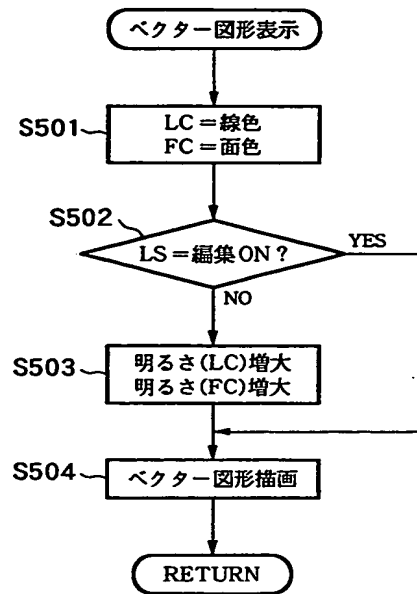 ベクター図形表示
S501
LC=線色
FC=面色
S502
LS=編集ON?
YES
NO
S503
明るさ(LC)増大
明るさ(FC)増大
S504
ベクター図形描画
RETURN